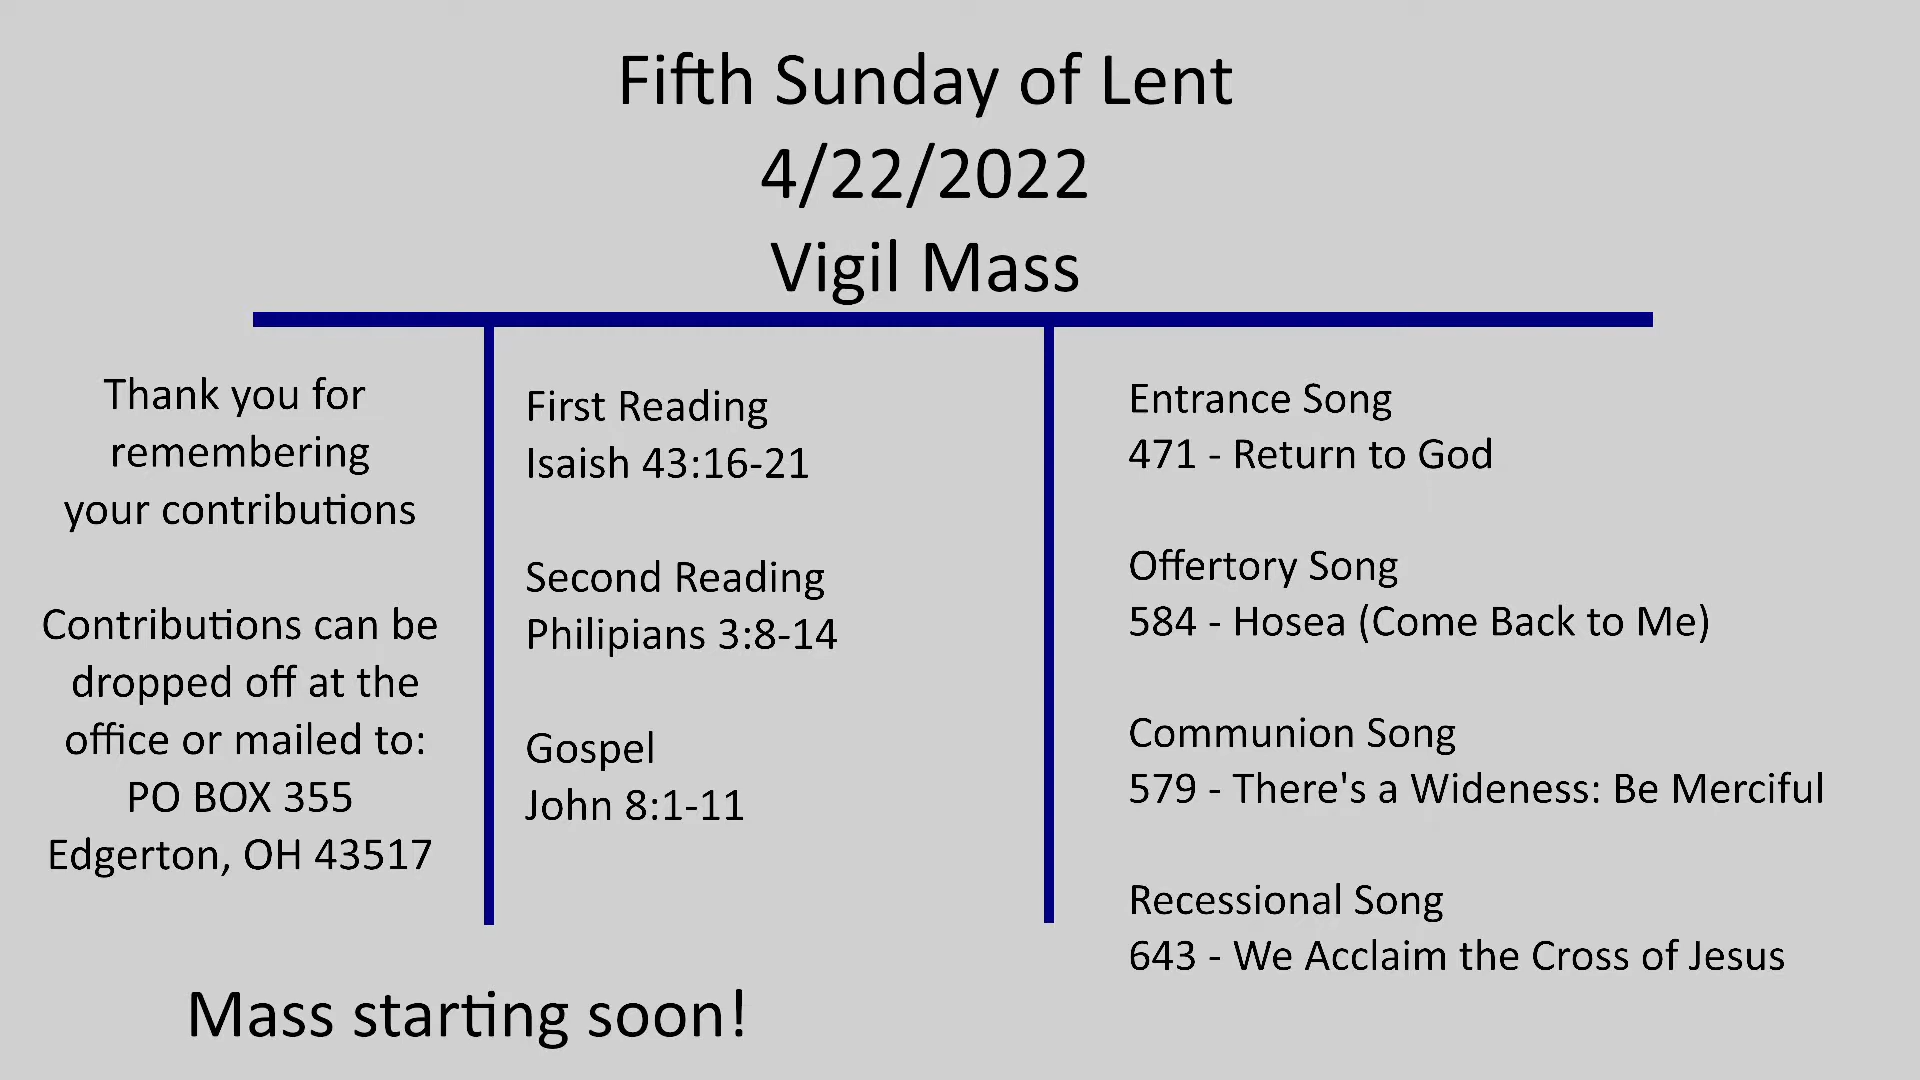 Fifth Sunday of Lent
4/22/2022
Vigil Mass
Thank you for
remembering
your contributions
Contributions can be
dropped off at the
office or mailed to:
PO BOX 355
Edgerton, OH 43517
First Reading
Isaish 43:16-21
Second Reading
Philipians 3:8-14
Gospel
John 8:1-11
Entrance Song
471 - Return to God
Offertory Song
584 - Hosea (Come Back to Me)
Communion Song
579 - There's a Wideness: Be Merciful
Recessional Song
643 - We Acclaim the Cross of Jesus
Mass starting soon!